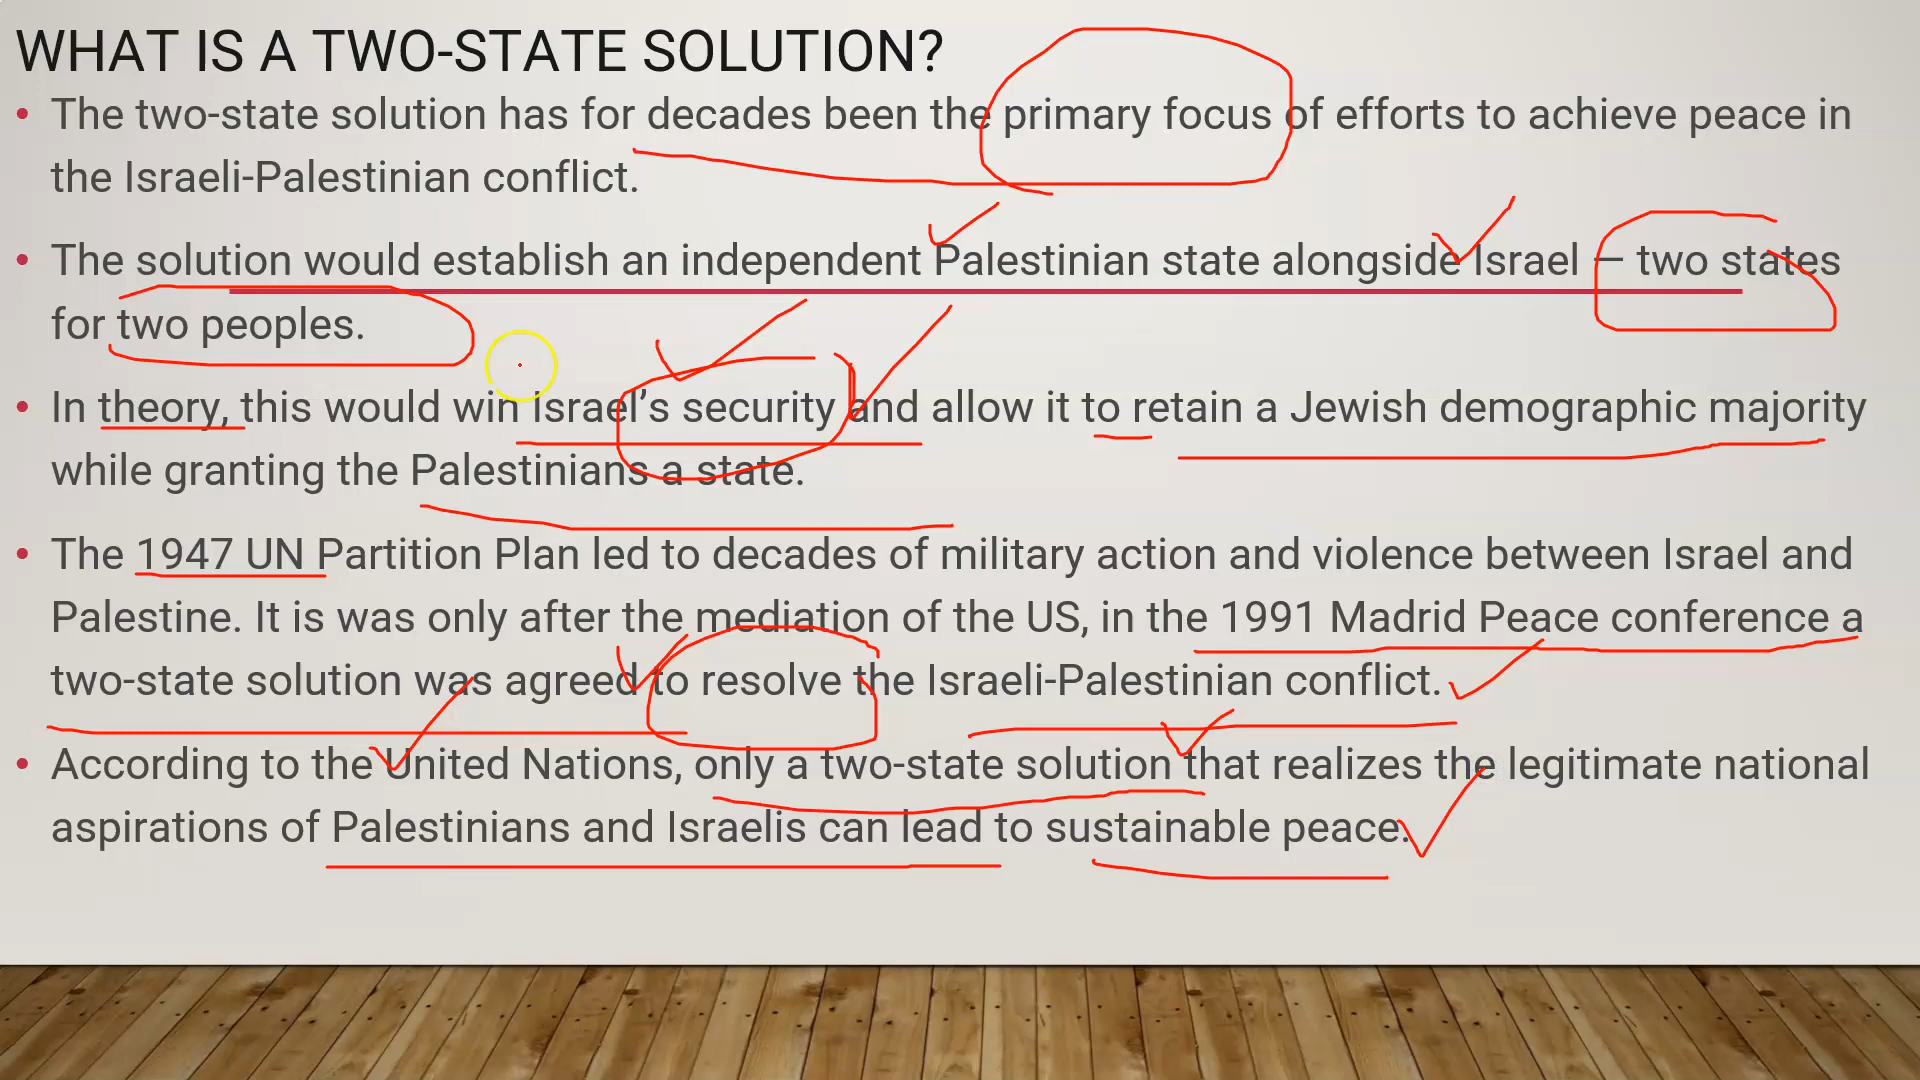 WHAT IS A TWO-STATE SOLUTION?
• The two-state solution has for decades been the primary focus of efforts to achieve peace in
the Israeli-Palestinian conflict.
• The solution would establish an independent Palestinian state alongside Israel — two states
for two peoples.
• In theory, this would win Israel’s security and allow it to retain a Jewish demographic majority
while granting the Palestinians a state.
• The 1947 UN Partition Plan led to decades of military action and violence between Israel and
Palestine. It is was only after the mediation of the US, in the 1991 Madrid Peace conference a
two-state solution was agreed to resolve the Israeli-Palestinian conflict.
• According to the United Nations, only a two-state solution that realizes the legitimate national
aspirations of Palestinians and Israelis can lead to sustainable peace.